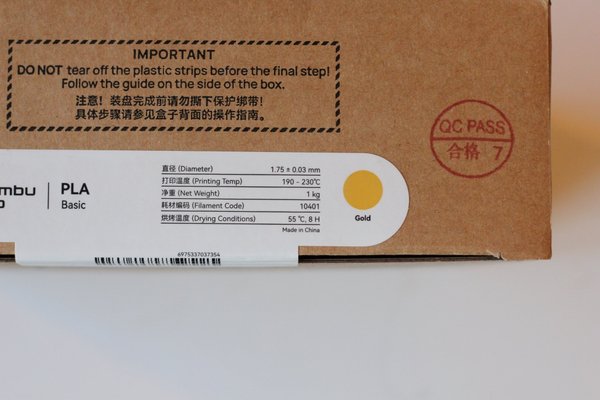 IMPORTANT
DO NOT tear off the plastic strips before the final step!
Follow the guide on the side of the box.
注意！装盘完成前请勿撕下保护绑带！
具体步骤请参见盒子背面的操作指南。
QC PASS
合格 7
mbu
PLA
Basic
直径 (Diameter) 1.75 ± 0.03 mm
打印温度 (Printing Temp) 190 - 230℃
净重 (Net Weight) 1 kg
耗材编码 (Filament Code) 10401
烘烤温度 (Drying Conditions) 55 ℃, 8 H
Made in China
Gold
6975337037354